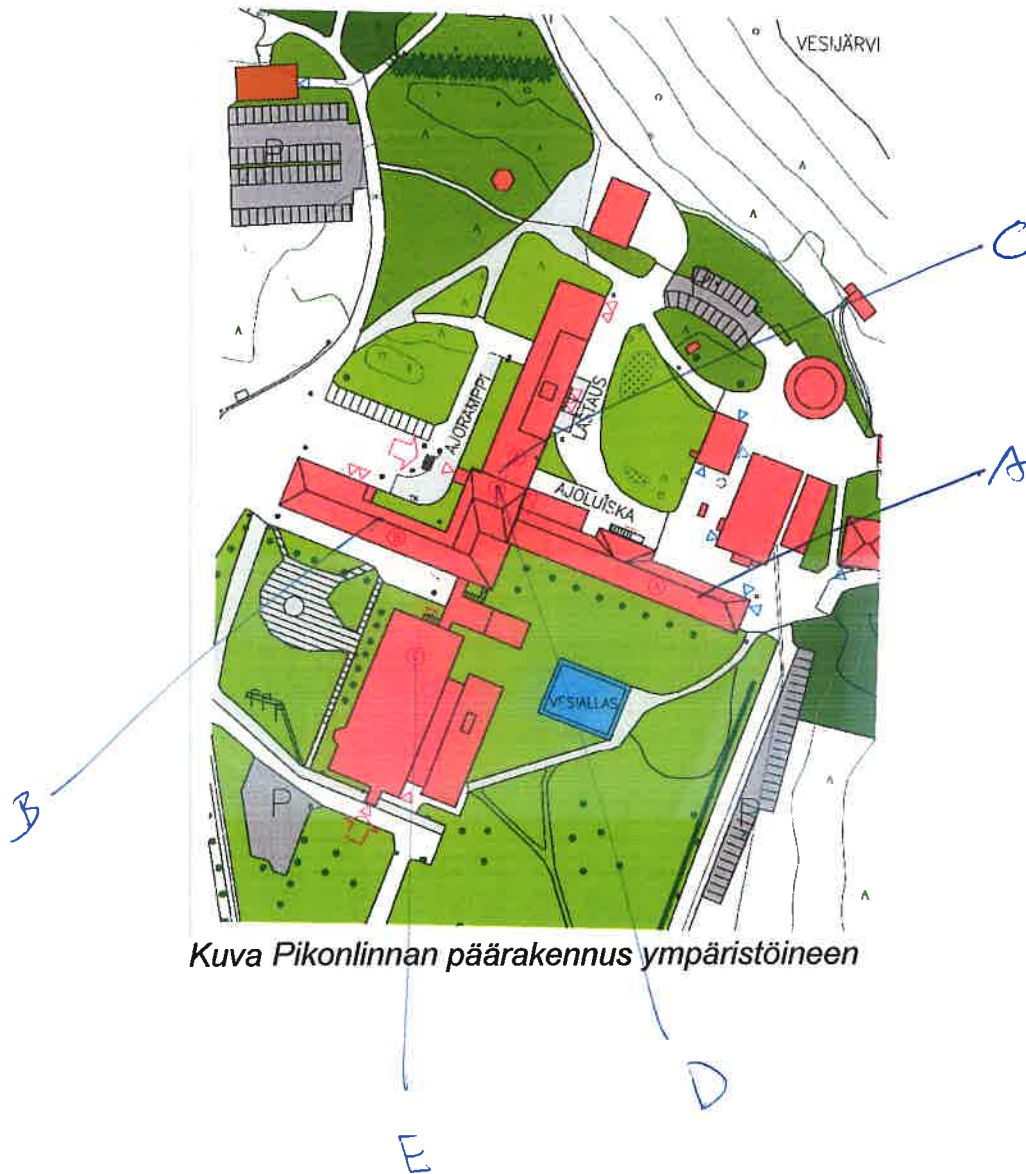 VESIJÄRVI
P
C
AJORAMPPI
LASTAUS
A
AJOLUISKA
B
A
VESIALLAS
B
P
P
Kuva Pikonlinnan päärakennus ympäristöineen
D
E